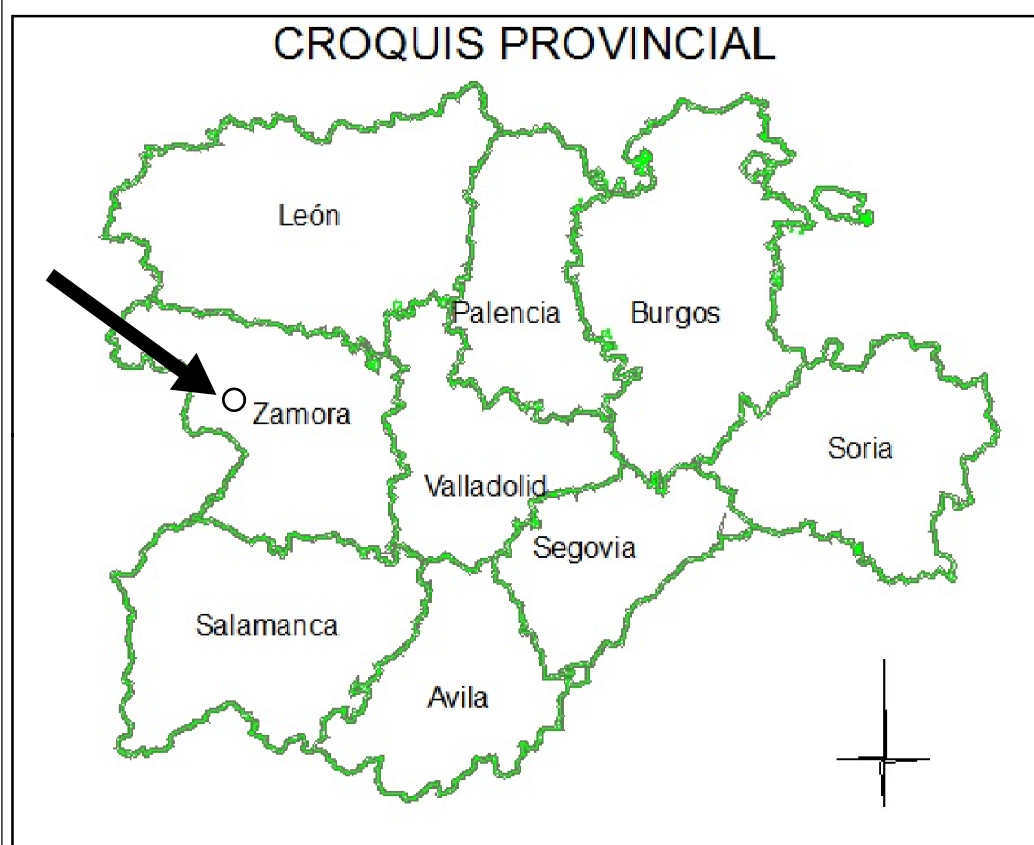 CROQUIS PROVINCIAL
León
Palencia
Burgos
Zamora
Soria
Valladolid
Segovia
Salamanca
Avila